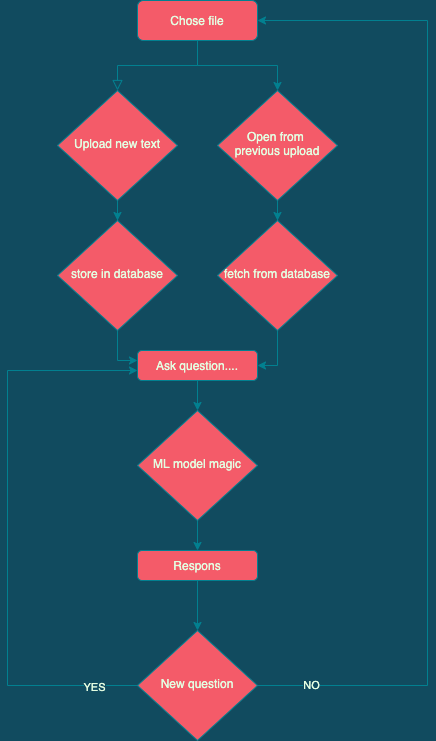 Chose file
Upload new text
Open from
previous upload
store in database
fetch from database
Ask question....
ML model magic
Respons
New question
YES
NO